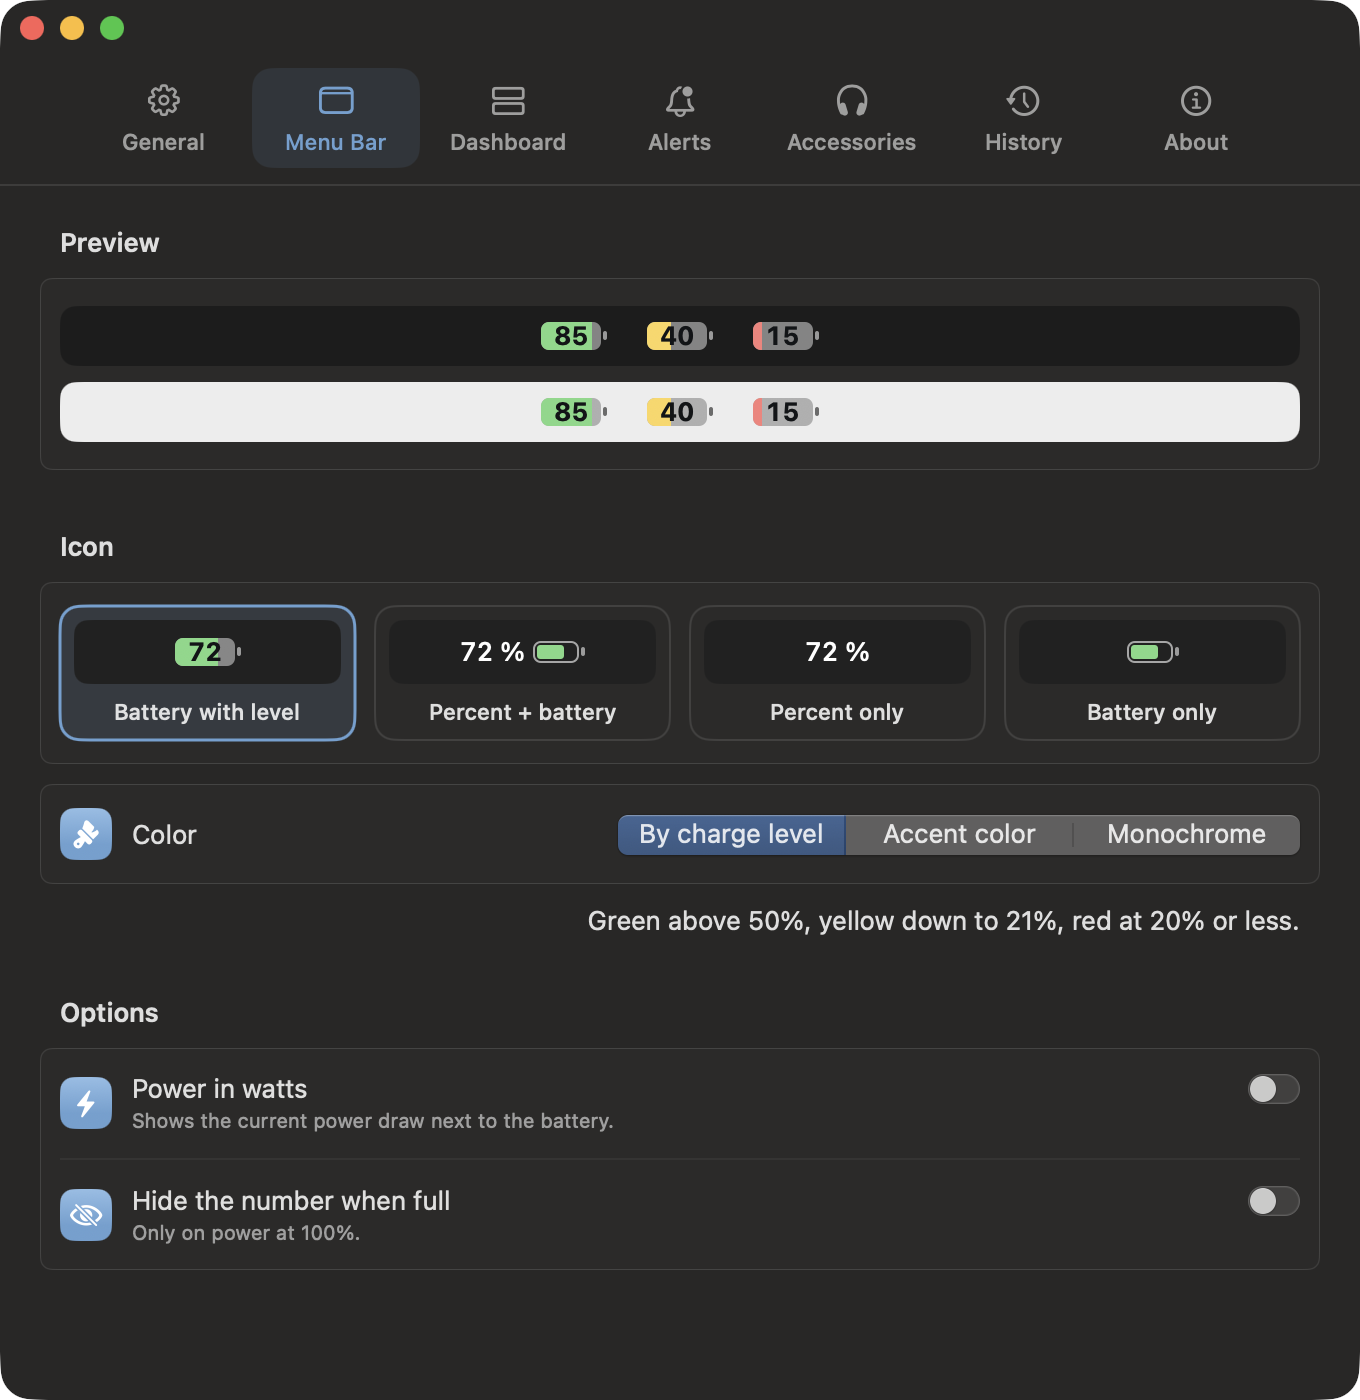 General
Menu Bar
Dashboard
Alerts
Accessories
History
About
Preview
85 40 15
85 40 15
Icon
72
72 %
72 %
Battery with level
Percent + battery
Percent only
Battery only
Color
By charge level
Accent color
Monochrome
Green above 50%, yellow down to 21%, red at 20% or less.
Options
Power in watts
Shows the current power draw next to the battery.
Hide the number when full
Only on power at 100%.